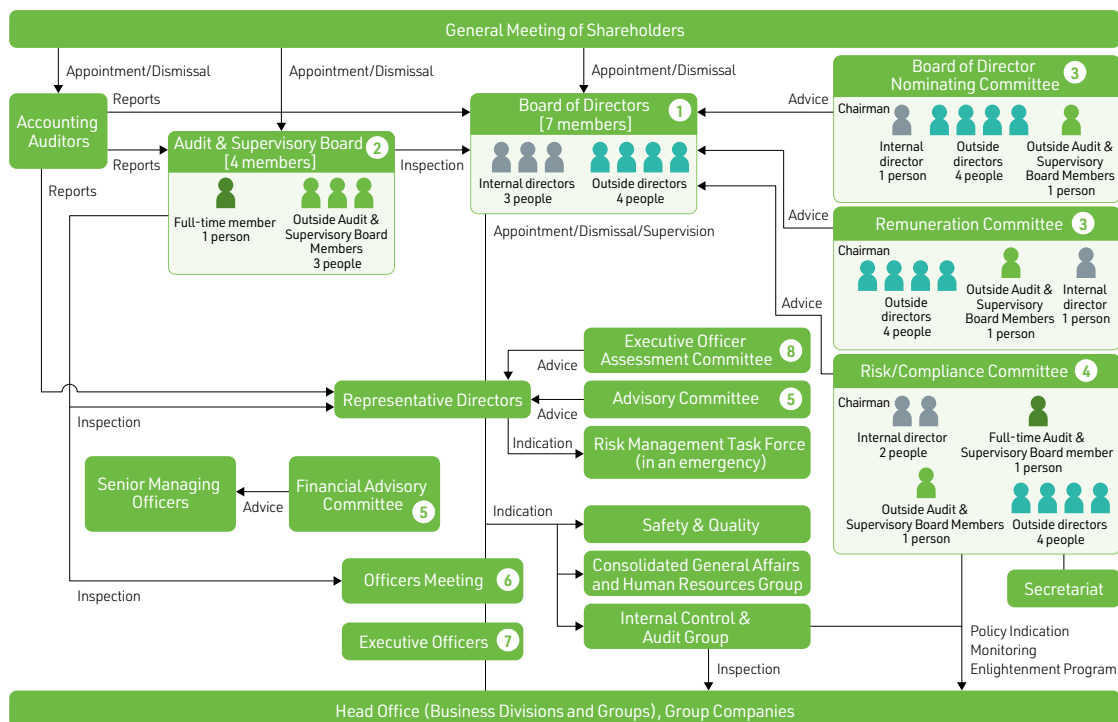 General Meeting of Shareholders
Appointment/Dismissal
Appointment/Dismissal
Appointment/Dismissal
Accounting
Auditors
Reports
Reports
Reports
Audit & Supervisory Board
[4 members]
2
Full-time member
1 person
Outside Audit &
Supervisory Board
Members
3 people
Inspection
Board of Directors
[7 members]
1
Internal directors
3 people
Outside directors
4 people
Appointment/Dismissal/Supervision
Advice
Board of Director
Nominating Committee
3
Chairman
Internal
director
1 person
Outside
directors
4 people
Outside Audit &
Supervisory
Board Members
1 person
Advice
Remuneration Committee
3
Chairman
Outside
directors
4 people
Outside Audit &
Supervisory
Board Members
1 person
Internal
director
1 person
Advice
Risk/Compliance Committee
4
Chairman
Internal director
2 people
Full-time Audit &
Supervisory Board member
1 person
Outside Audit &
Supervisory Board Members
1 person
Outside directors
4 people
Secretariat
Executive Officer
Assessment Committee
8
Advice
Representative Directors
Advisory Committee
5
Advice
Indication
Risk Management Task Force
(in an emergency)
Inspection
Senior Managing
Officers
Advice
Financial Advisory
Committee
5
Indication
Safety & Quality
Consolidated General Affairs
and Human Resources Group
Internal Control &
Audit Group
Officers Meeting
6
Inspection
Executive Officers
7
Inspection
Policy Indication
Monitoring
Enlightenment Program
Head Office (Business Divisions and Groups), Group Companies